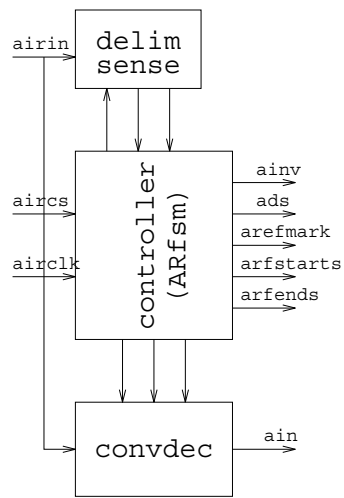 airin
delim
sense
aircs
airclk
controller
(ARfsm)
ainv
ads
arefmark
arfstarts
arfends
convdec
ain